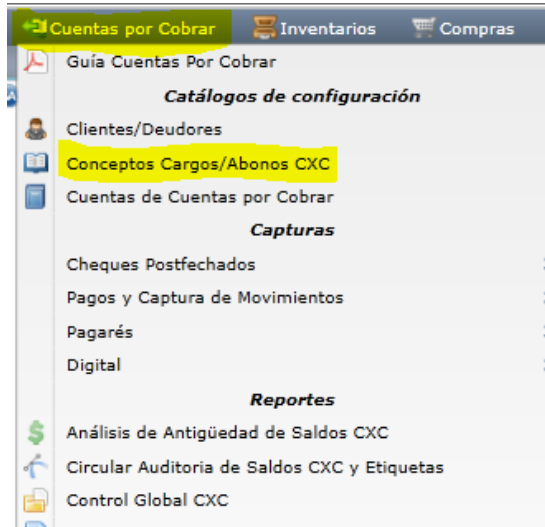 Cuentas por Cobrar Inventarios Compras
Guía Cuentas Por Cobrar
Catálogos de configuración
Clientes/Deudores
Conceptos Cargos/Abonos CXC
Cuentas de Cuentas por Cobrar
Capturas
Cheques Postfechados
Pagos y Captura de Movimientos
Pagarés
Digital
Reportes
Análisis de Antigüedad de Saldos CXC
Circular Auditoria de Saldos CXC y Etiquetas
Control Global CXC